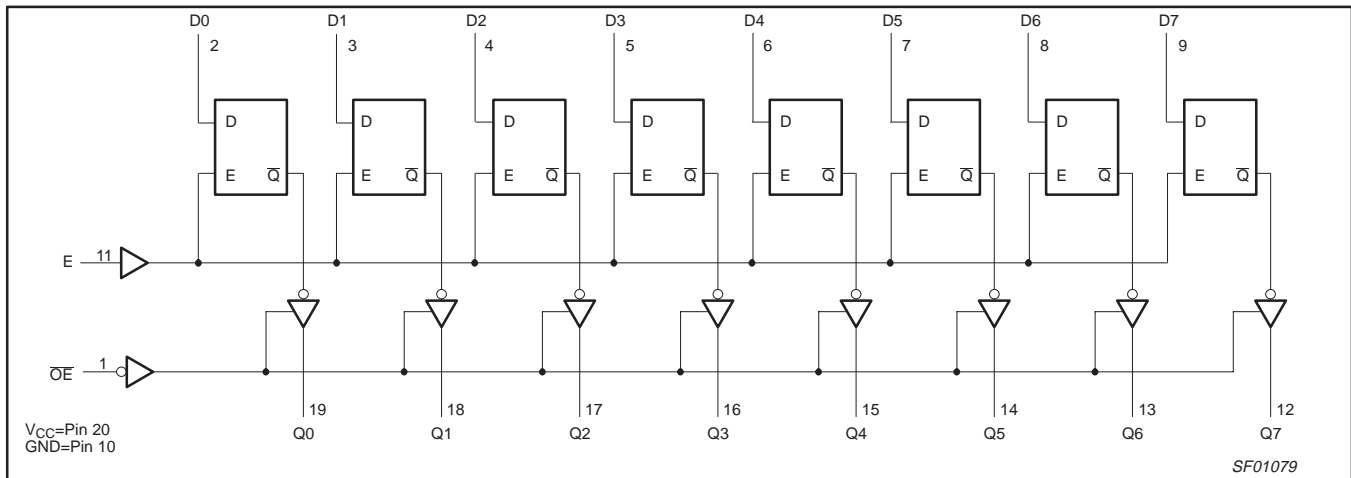 D0 D1 D2 D3 D4 D5 D6 D7
2 3 4 5 6 7 8 9
D D D D D D D D
E Q̅ E Q̅ E Q̅ E Q̅ E Q̅ E Q̅ E Q̅ E Q̅
E 11
O̅E̅ 1
19 18 17 16 15 14 13 12
Q0 Q1 Q2 Q3 Q4 Q5 Q6 Q7
VCC=Pin 20
GND=Pin 10
SF01079